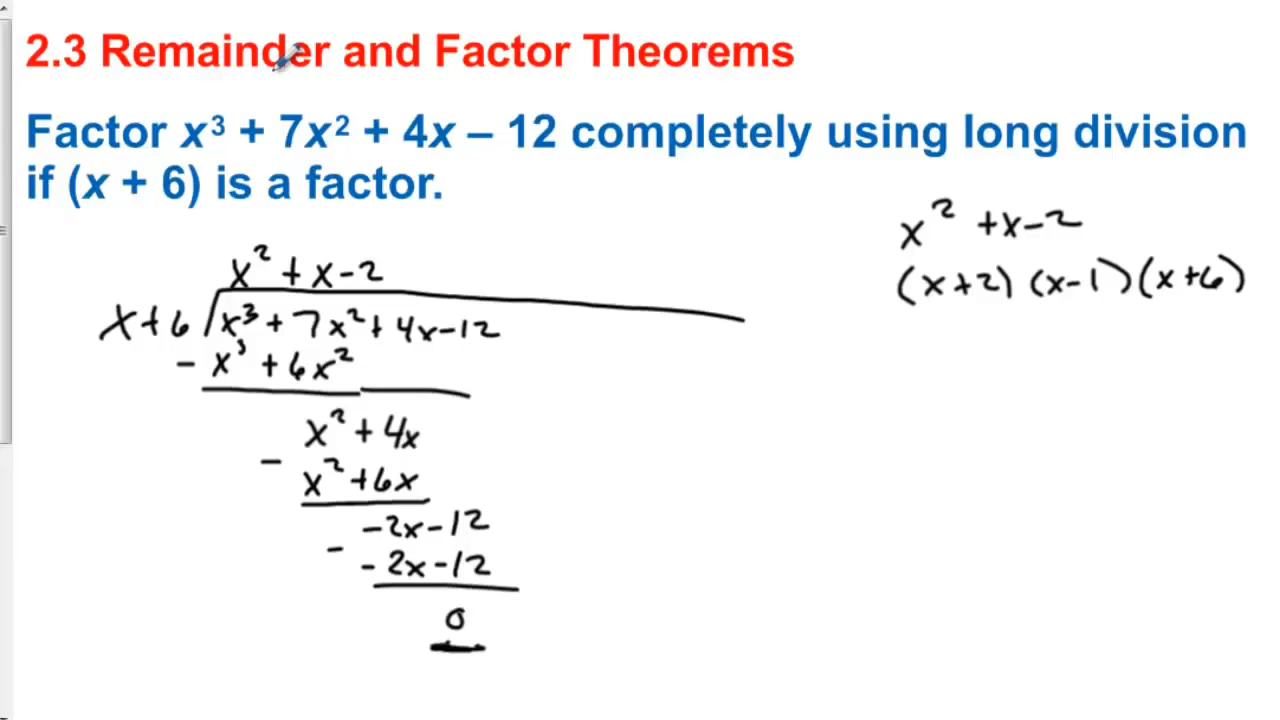 2.3 Remainder and Factor Theorems
Factor x³ + 7x² + 4x – 12 completely using long division
if (x + 6) is a factor.
x² + x - 2
x + 6 x³ + 7x² + 4x - 12
- x³ + 6x²
x² + 4x
-
x² + 6x
- 2x - 12
-
- 2x - 12
0
x² + x - 2
(x + 2) (x - 1) (x + 6)